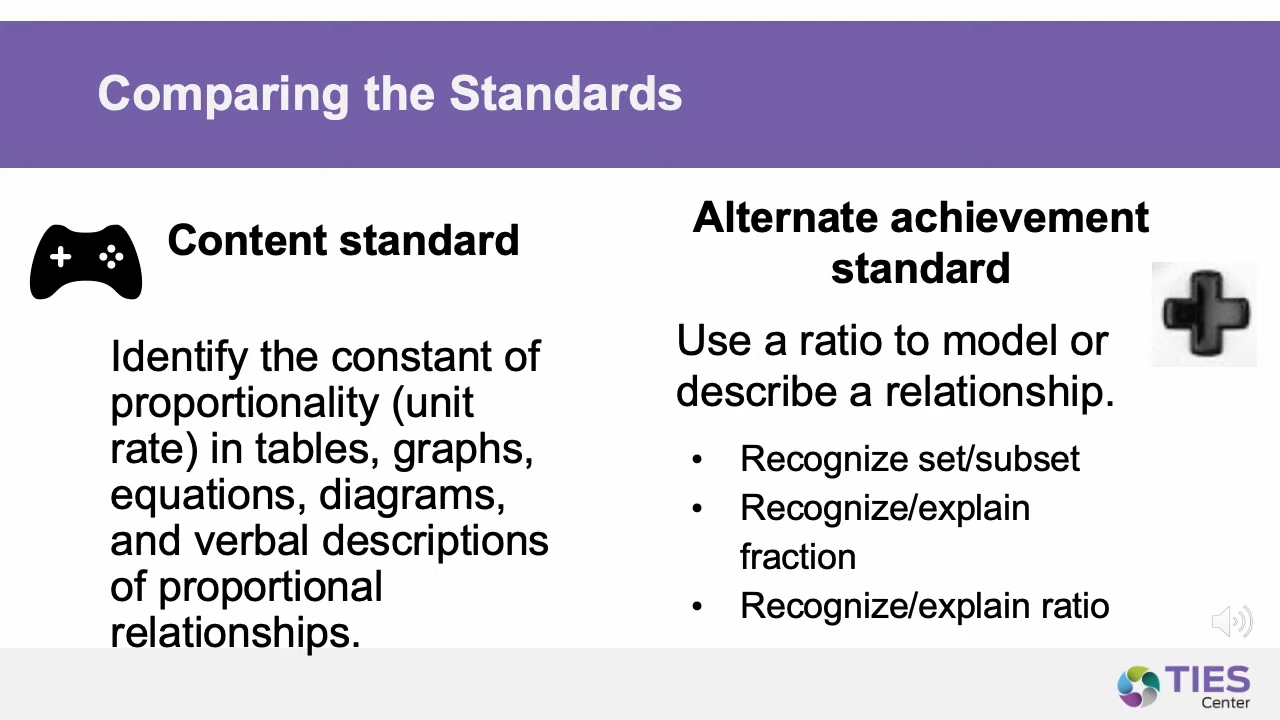 Comparing the Standards
Content standard
Identify the constant of
proportionality (unit
rate) in tables, graphs,
equations, diagrams,
and verbal descriptions
of proportional
relationships.
Alternate achievement
standard
Use a ratio to model or
describe a relationship.
• Recognize set/subset
• Recognize/explain
fraction
• Recognize/explain ratio
TIES
Center